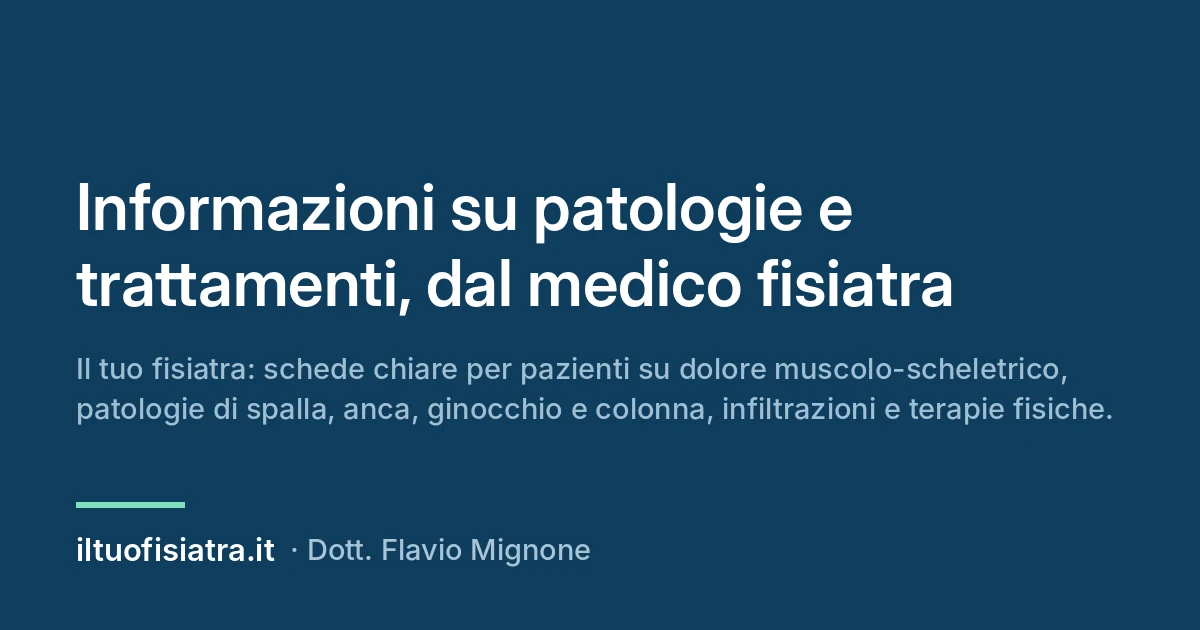 Informazioni su patologie e
trattamenti, dal medico fisiatra
Il tuo fisiatra: schede chiare per pazienti su dolore muscolo-scheletrico,
patologie di spalla, anca, ginocchio e colonna, infiltrazioni e terapie fisiche.
iltuofisiatra.it · Dott. Flavio Mignone